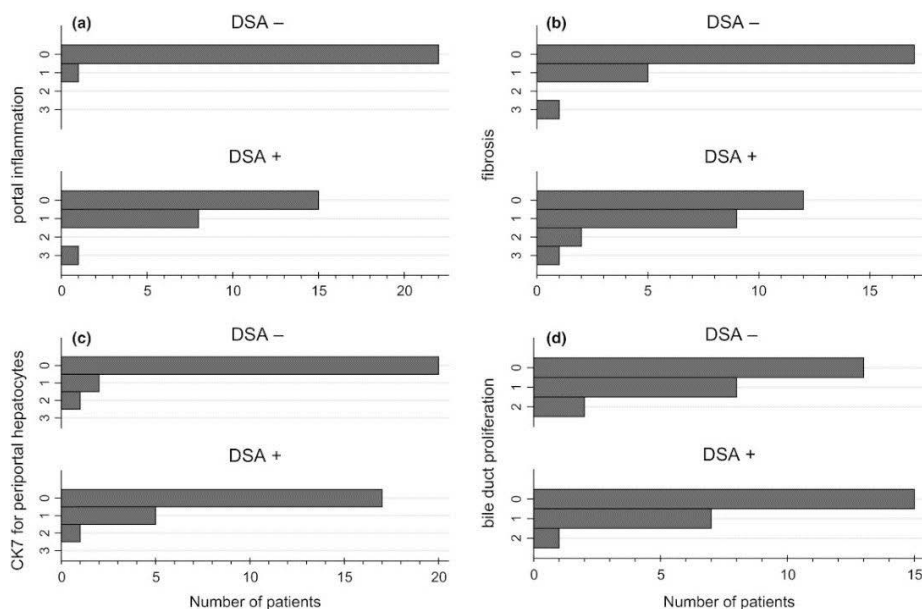 (a)
DSA –
0
1
2
3
DSA +
0
1
2
3
portal inflammation
0 5 10 15 20
(b)
DSA –
0
1
2
3
DSA +
0
1
2
3
fibrosis
0 5 10 15
(c)
DSA –
0
1
2
3
DSA +
0
1
2
3
CK7 for periportal hepatocytes
0 5 10 15 20
Number of patients
(d)
DSA –
0
1
2
DSA +
0
1
2
bile duct proliferation
0 5 10 15
Number of patients